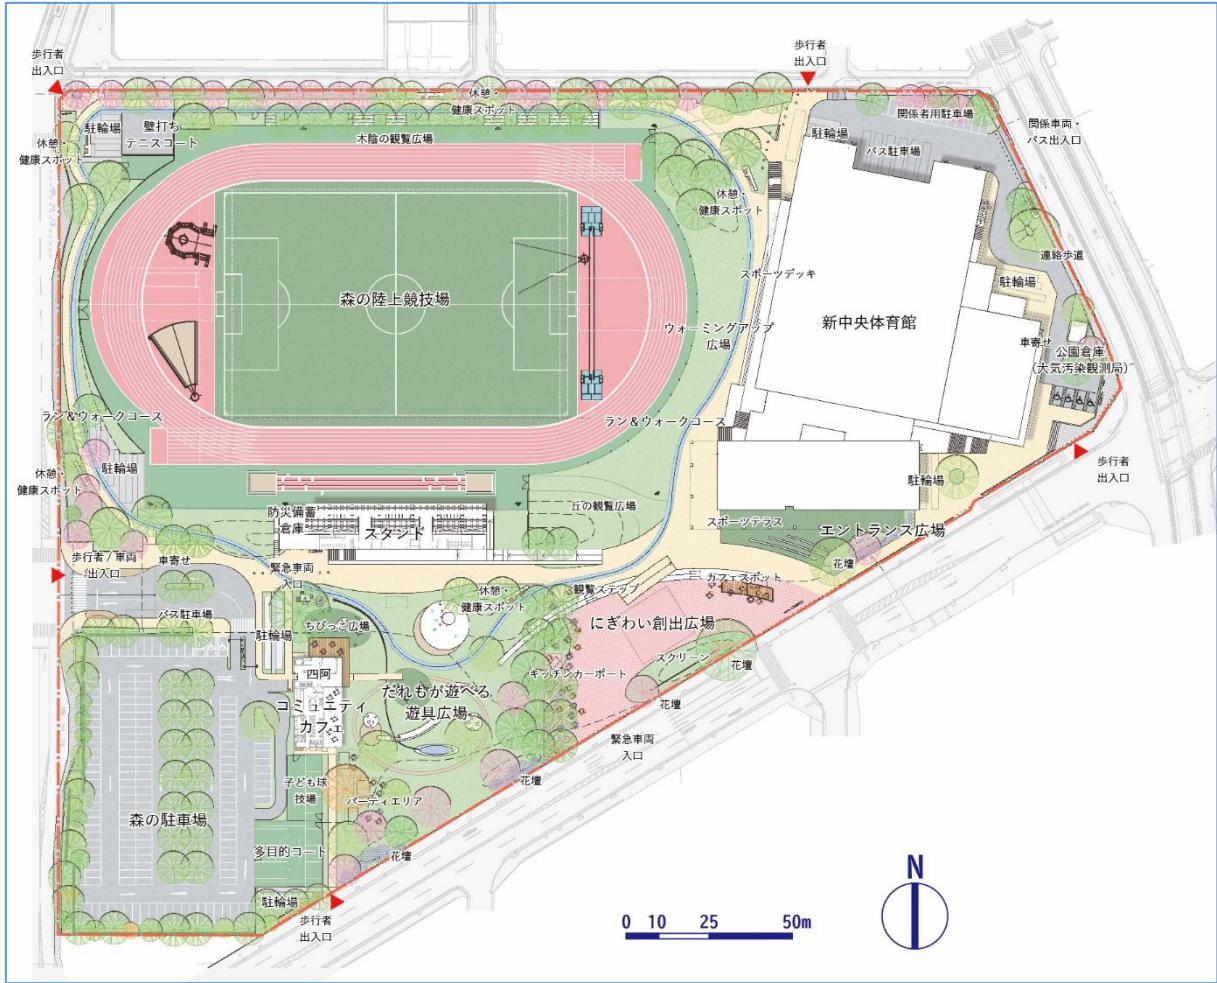 歩行者
出入口
歩行者
出入口
休憩・
健康スポット
関係者用駐車場
関係車両・
バス出入口
駐輪場
壁打ち
テニスコート
木陰の観覧広場
駐輪場
バス駐車場
休憩・
健康スポット
休憩・
健康スポット
連絡歩道
スポーツデッキ
駐輪場
森の陸上競技場
新中央体育館
ウォーミングアップ
広場
車寄せ
公園倉庫
(大気汚染観測局)
ラン&ウォークコース
ラン&ウォークコース
歩行者
出入口
休憩・
健康スポット
駐輪場
駐輪場
防災備蓄
倉庫
スタンド
丘の観覧広場
スポーツテラス
エントランス広場
歩行者/車両
出入口
車寄せ
緊急車両
入口
花壇
カフェスポット
休憩・
健康スポット
観覧ステップ
バス駐車場
駐輪場
ちびっこ広場
にぎわい創出広場
スクリーン
花壇
四阿
キッチンカーポート
だれもが遊べる
遊具広場
コミュニティ
カフェ
花壇
緊急車両
入口
花壇
子ども球
技場
パーティエリア
森の駐車場
多目的コート
花壇
駐輪場
歩行者
出入口
N
0 10 25 50m